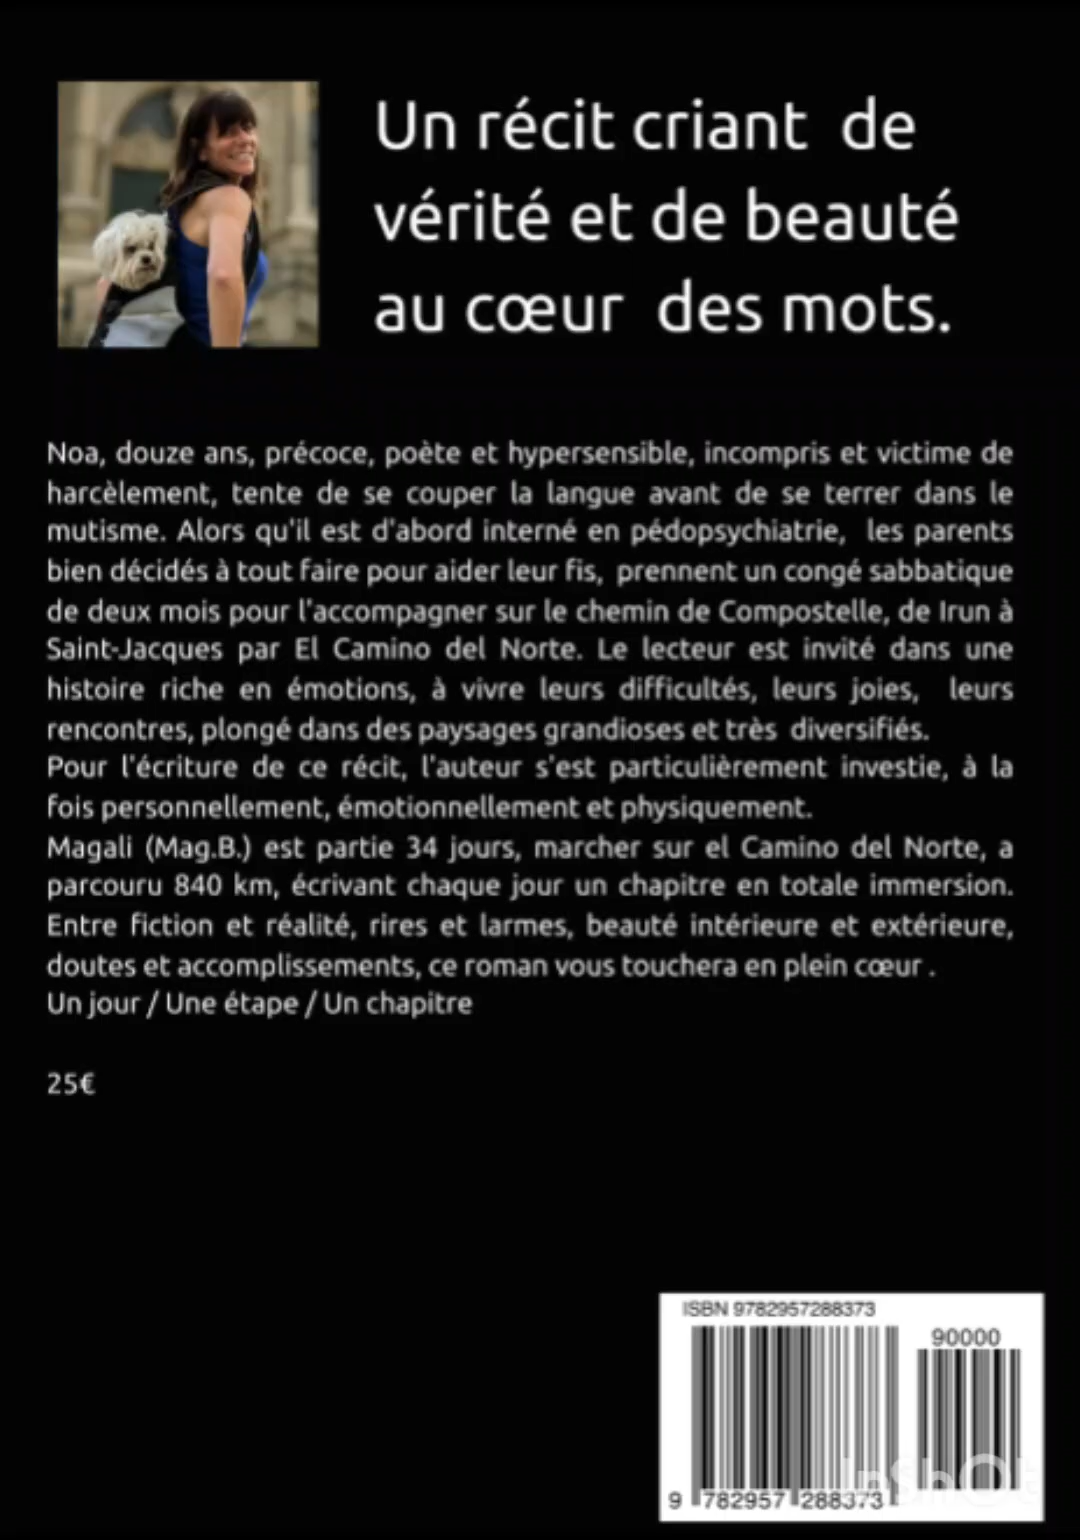 Un récit criant de
vérité et de beauté
au cœur des mots.
Noa, douze ans, précoce, poète et hypersensible, incompris et victime de
harcèlement, tente de se couper la langue avant de se terrer dans le
mutisme. Alors qu'il est d'abord interné en pédopsychiatrie, les parents
bien décidés à tout faire pour aider leur fis, prennent un congé sabbatique
de deux mois pour l'accompagner sur le chemin de Compostelle, de Irun à
Saint-Jacques par El Camino del Norte. Le lecteur est invité dans une
histoire riche en émotions, à vivre leurs difficultés, leurs joies, leurs
rencontres, plongé dans des paysages grandioses et très diversifiés.
Pour l'écriture de ce récit, l'auteur s'est particulièrement investie, à la
fois personnellement, émotionnellement et physiquement.
Magali (Mag.B.) est partie 34 jours, marcher sur el Camino del Norte, a
parcouru 840 km, écrivant chaque jour un chapitre en totale immersion.
Entre fiction et réalité, rires et larmes, beauté intérieure et extérieure,
doutes et accomplissements, ce roman vous touchera en plein cœur .
Un jour / Une étape / Un chapitre
25€
ISBN 9782957288373
90000
9 782957 288373
InShOt